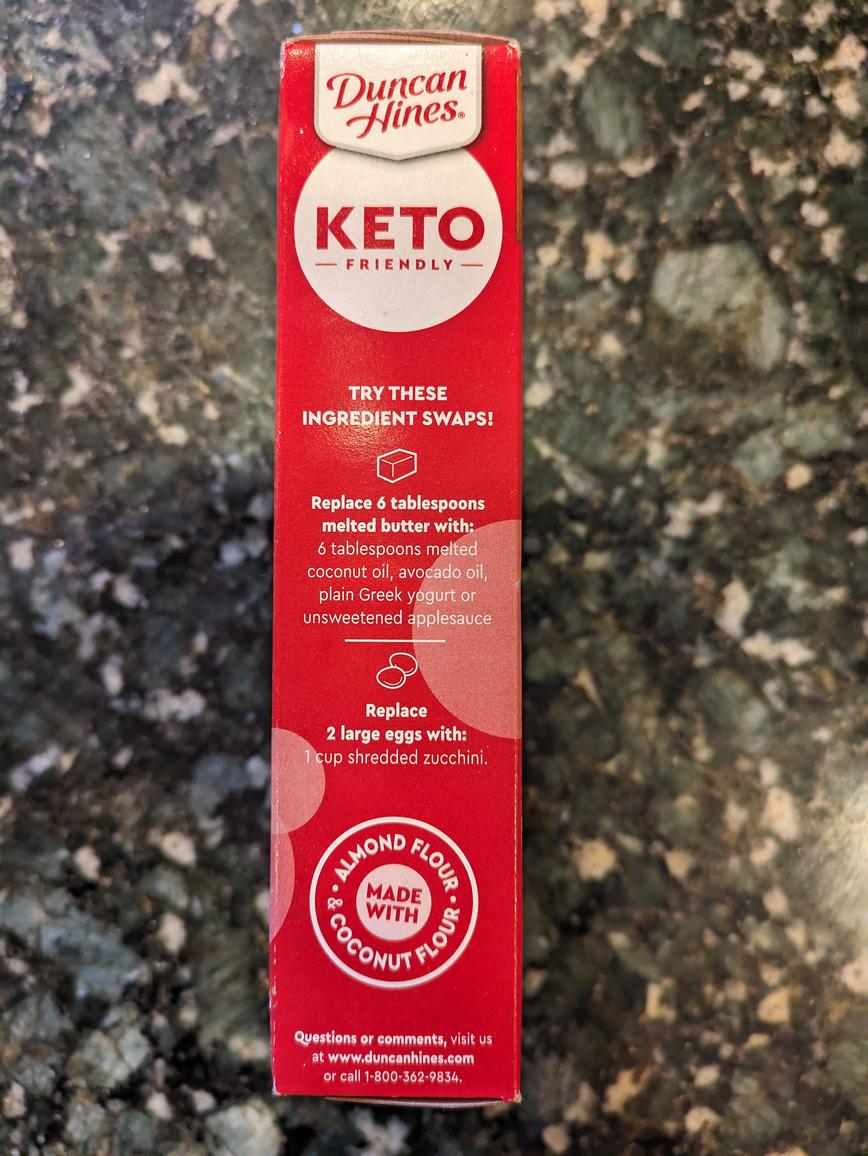 Duncan
Hines®
KETO
FRIENDLY
TRY THESE
INGREDIENT SWAPS!
Replace 6 tablespoons
melted butter with:
6 tablespoons melted
coconut oil, avocado oil,
plain Greek yogurt or
unsweetened applesauce
Replace
2 large eggs with:
1 cup shredded zucchini.
MADE
WITH
• ALMOND FLOUR •
& COCONUT FLOUR
Questions or comments, visit us
at www.duncanhines.com
or call 1-800-362-9834.